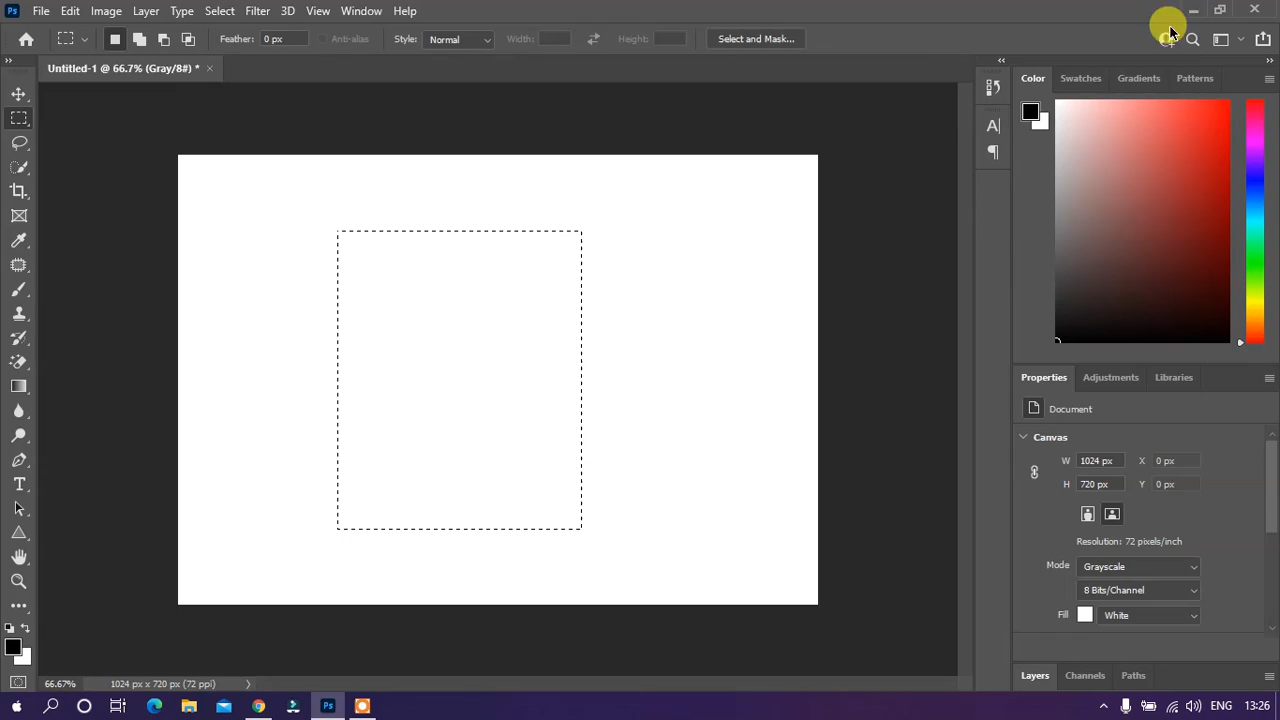 Ps File Edit Image Layer Type Select Filter 3D View Window Help
Feather: 0 px Anti-alias Style: Normal Width: Height: Select and Mask...
Untitled-1 @ 66.7% (Gray/8#) * ×
Color Swatches Gradients Patterns
A
T
Properties Adjustments Libraries
Document
Canvas
W 1024 px X 0 px
H 720 px Y 0 px
Resolution: 72 pixels/inch
Mode Grayscale
8 Bits/Channel
Fill White
66.67% 1024 px x 720 px (72 ppi)
Layers Channels Paths
Ps ENG 13:26